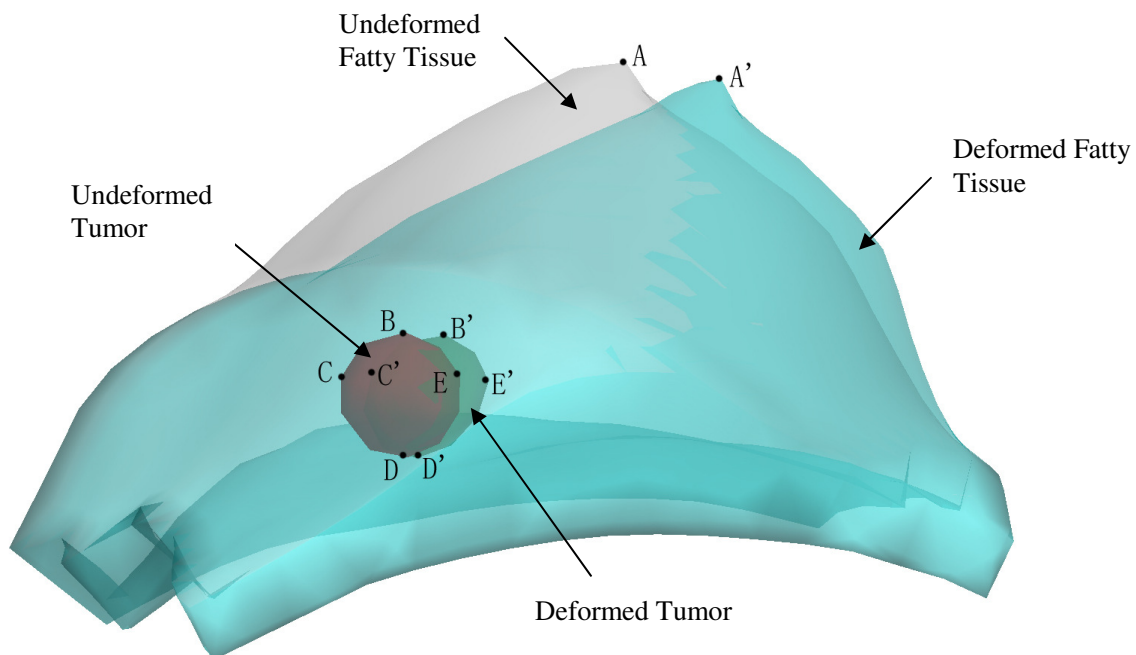 Undeformed
Fatty Tissue
A
A'
Deformed Fatty
Tissue
Undeformed
Tumor
B
B'
C
C'
E
E'
D
D'
Deformed Tumor